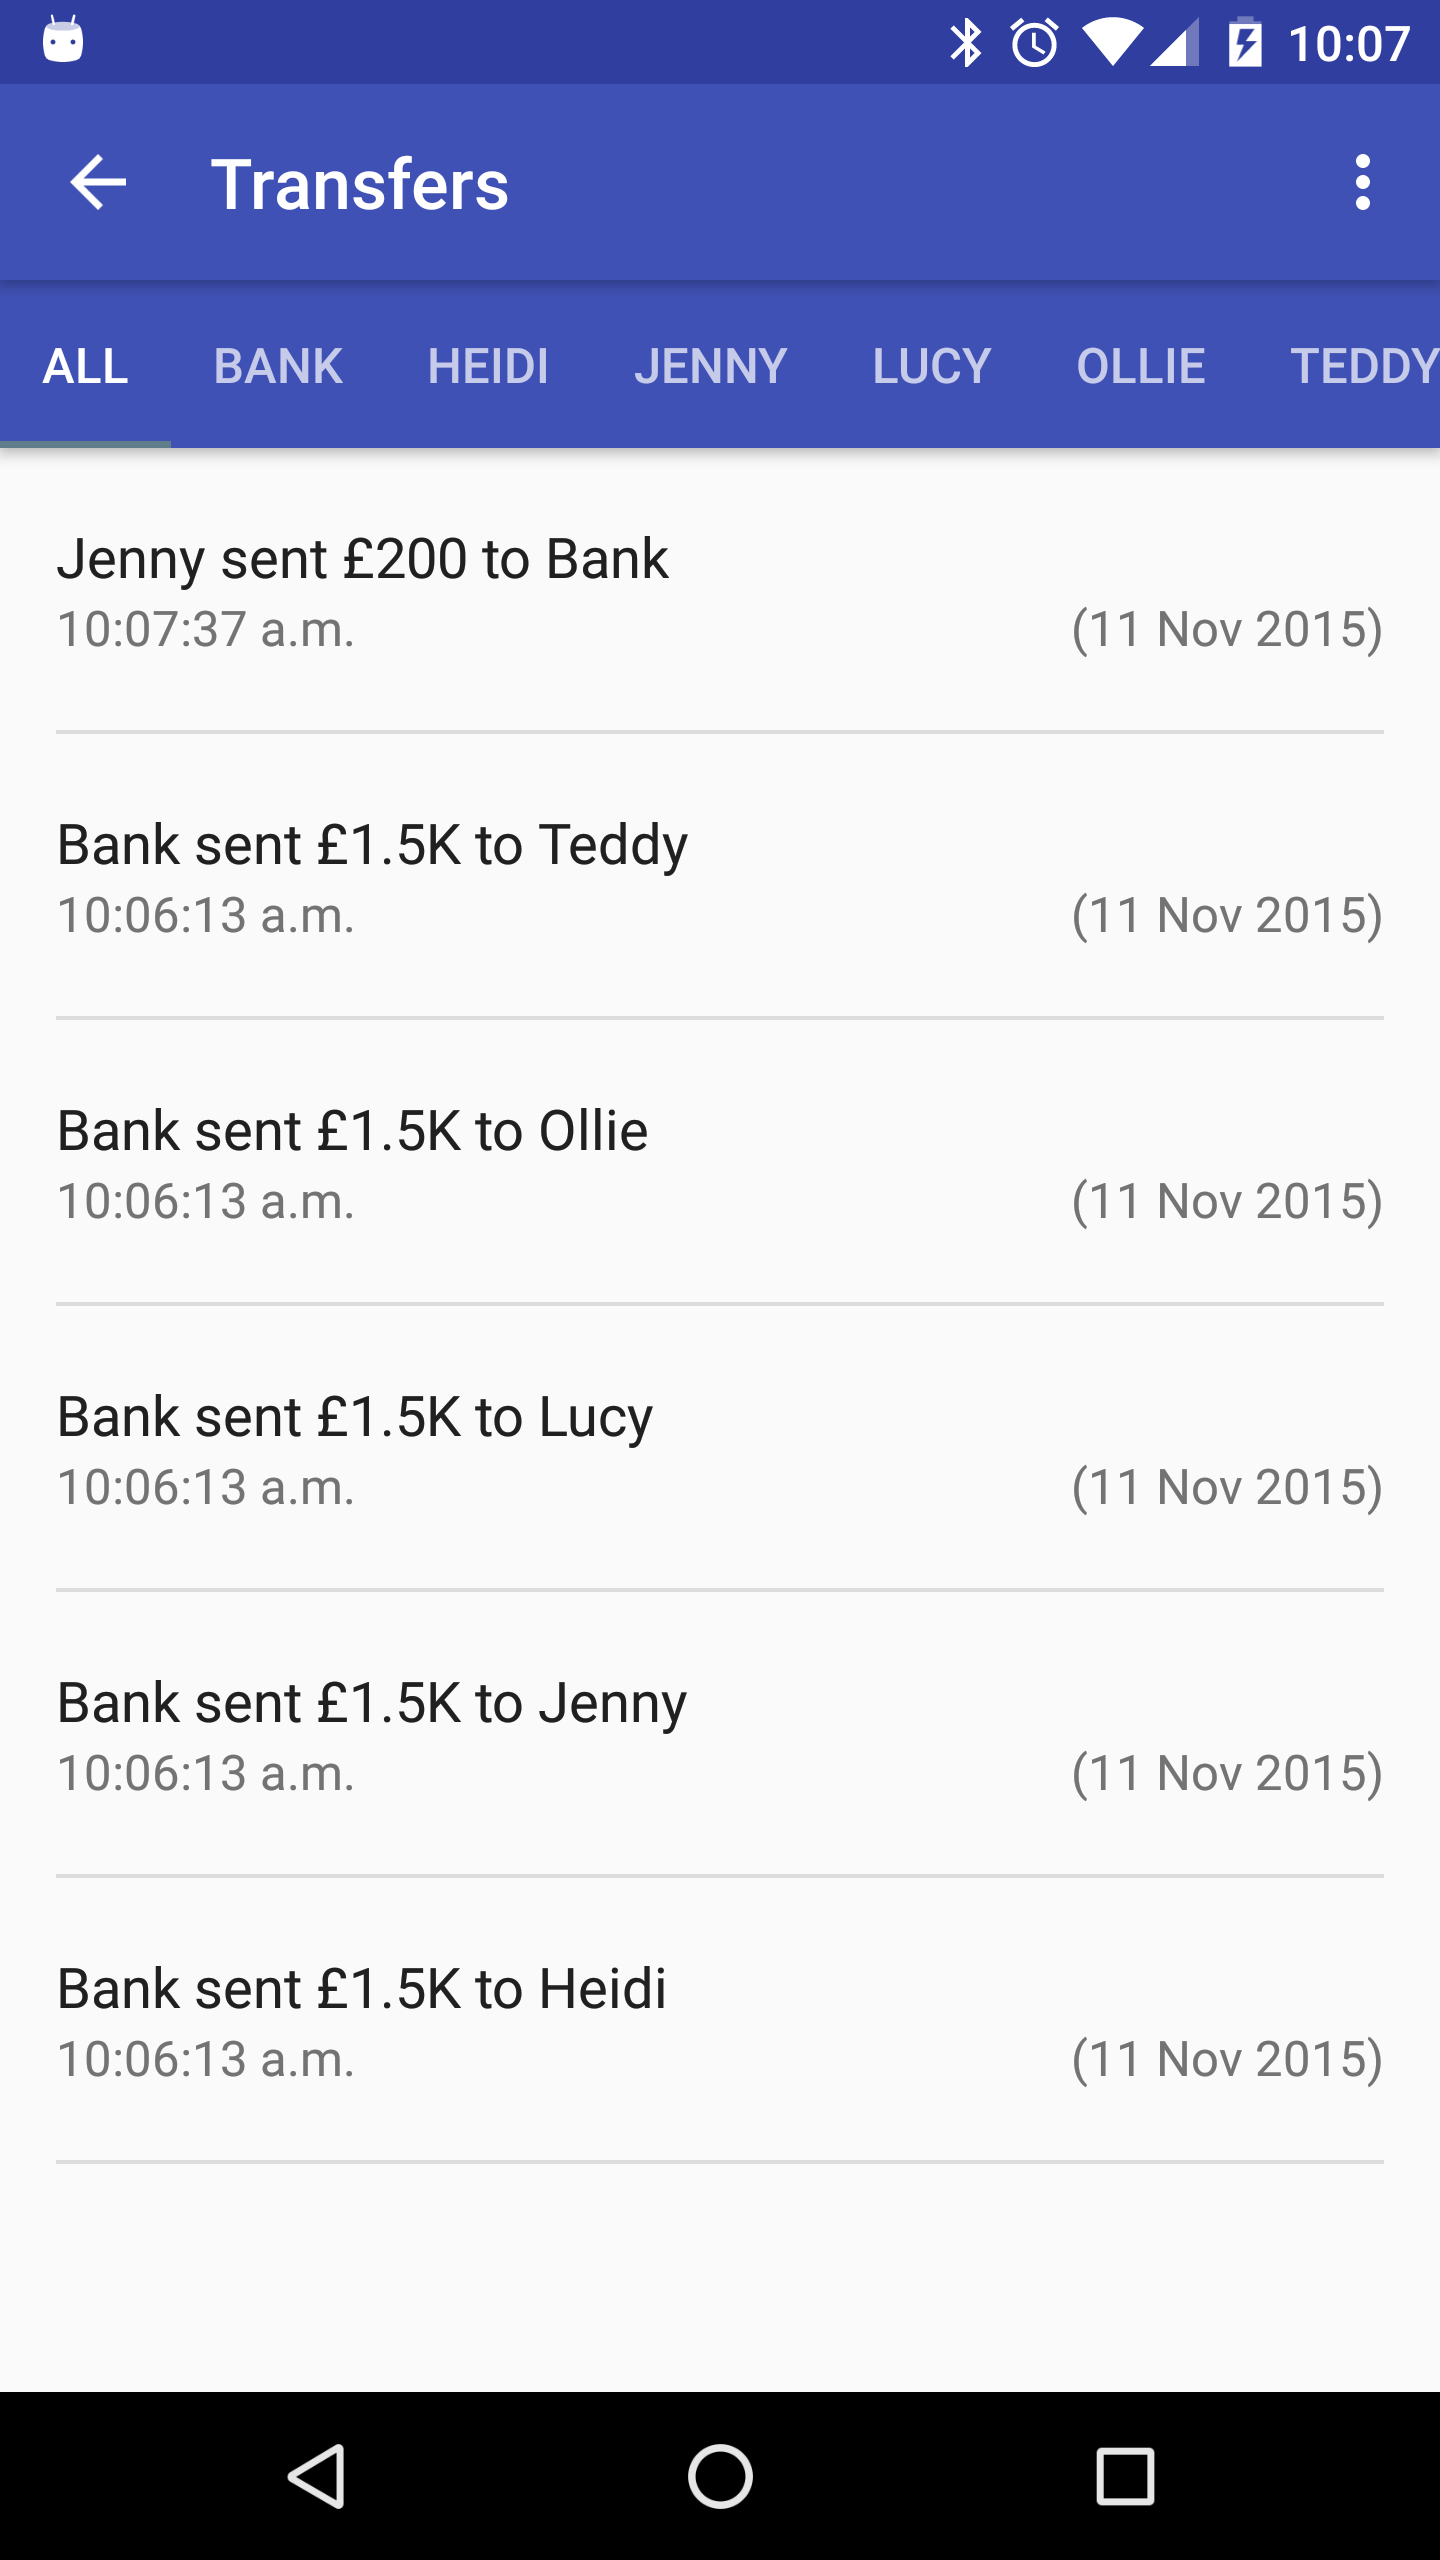 10:07
Transfers
ALL BANK HEIDI JENNY LUCY OLLIE TEDDY
Jenny sent £200 to Bank
10:07:37 a.m. (11 Nov 2015)
Bank sent £1.5K to Teddy
10:06:13 a.m. (11 Nov 2015)
Bank sent £1.5K to Ollie
10:06:13 a.m. (11 Nov 2015)
Bank sent £1.5K to Lucy
10:06:13 a.m. (11 Nov 2015)
Bank sent £1.5K to Jenny
10:06:13 a.m. (11 Nov 2015)
Bank sent £1.5K to Heidi
10:06:13 a.m. (11 Nov 2015)